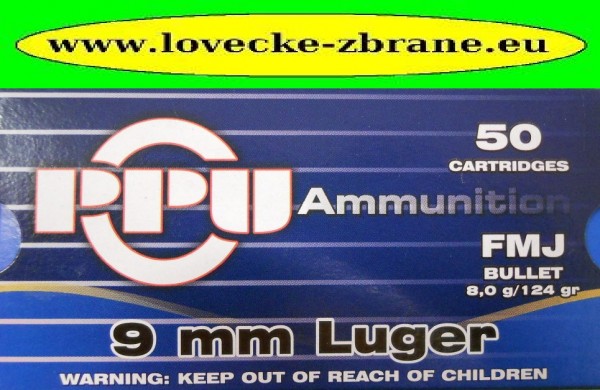 www.lovecke-zbrane.eu
50
CARTRIDGES
PPU Ammunition
FMJ
BULLET
8,0 g/124 gr
9 mm Luger
WARNING: KEEP OUT OF REACH OF CHILDREN